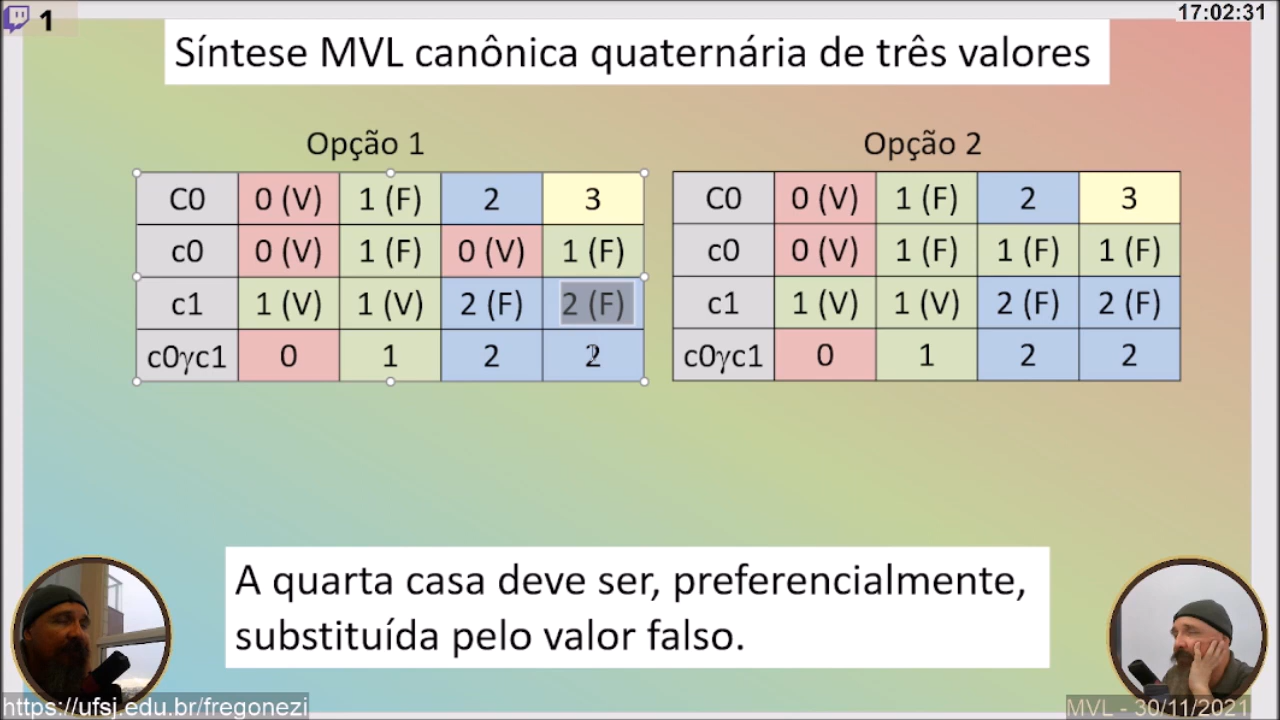 1
17:02:31
Síntese MVL canônica quaternária de três valores
Opção 1
C0 0 (V) 1 (F) 2 3
c0 0 (V) 1 (F) 0 (V) 1 (F)
c1 1 (V) 1 (V) 2 (F) 2 (F)
c0γc1 0 1 2 2
Opção 2
C0 0 (V) 1 (F) 2 3
c0 0 (V) 1 (F) 1 (F) 1 (F)
c1 1 (V) 1 (V) 2 (F) 2 (F)
c0γc1 0 1 2 2
A quarta casa deve ser, preferencialmente,
substituída pelo valor falso.
https://ufsj.edu.br/fregonezi
MVL - 30/11/2021